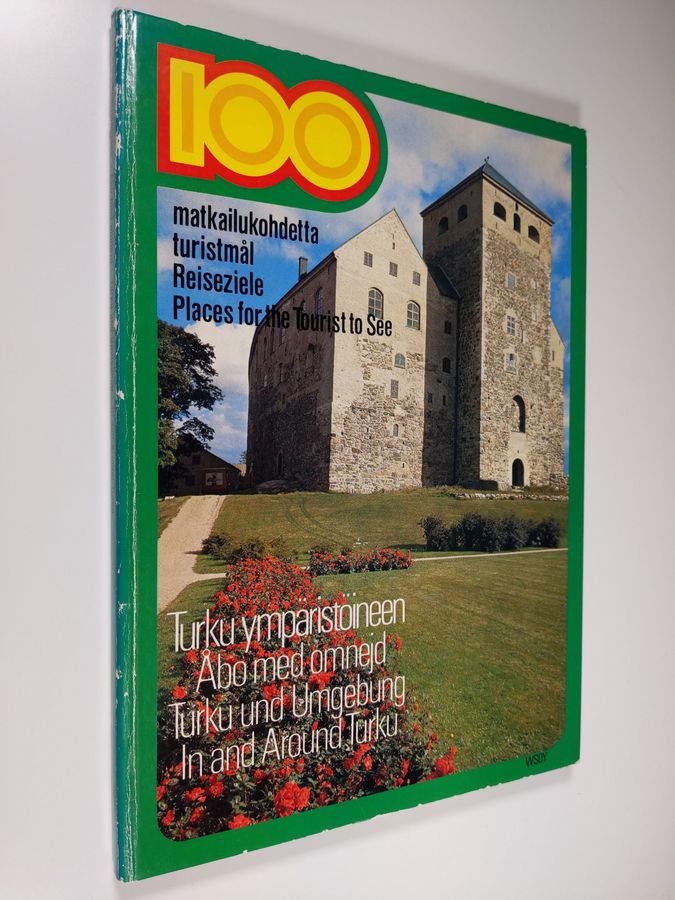 100
matkailukohdetta
turistmål
Reiseziele
Places for the Tourist to See
Turku ympäristöineen
Åbo med omnejd
Turku und Umgebung
In and Around Turku
WSOY